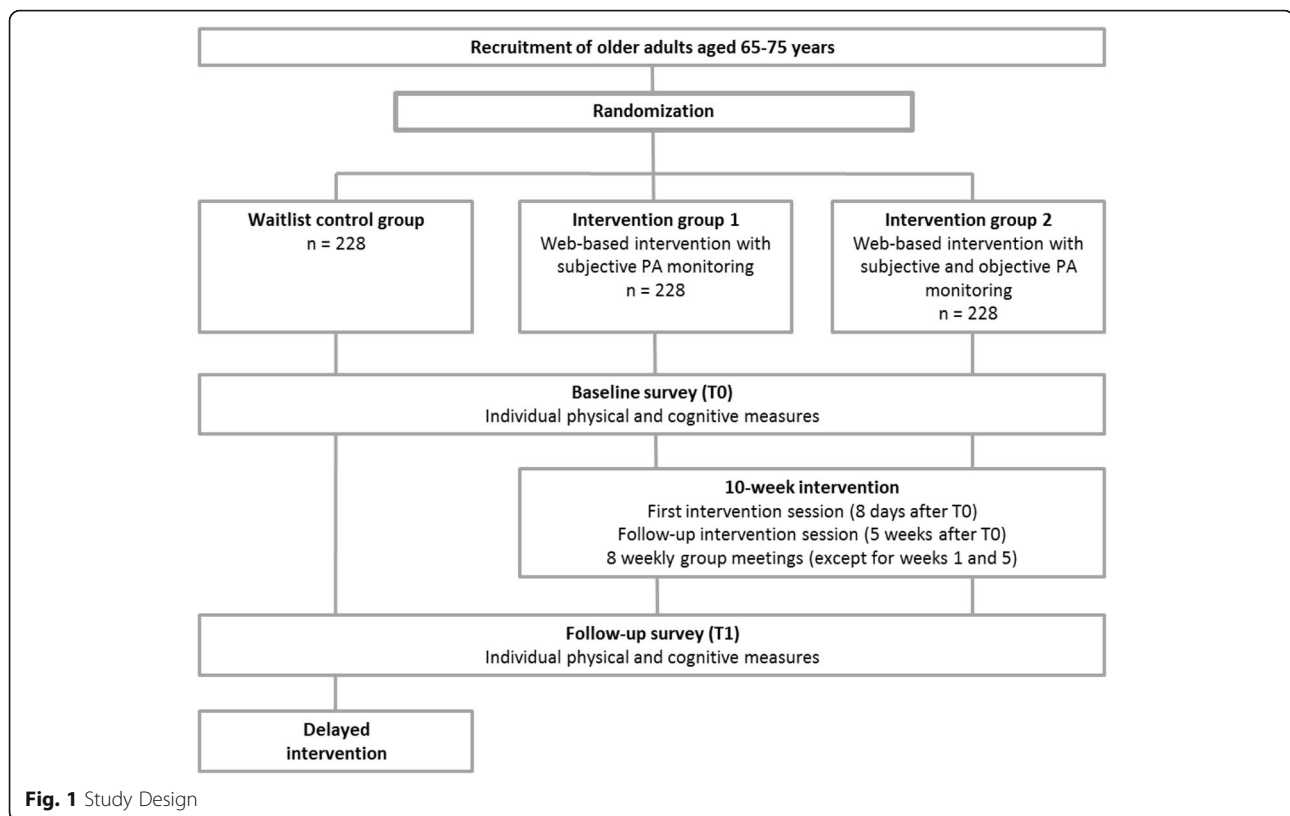 Recruitment of older adults aged 65-75 years
Randomization
Waitlist control group
n = 228
Intervention group 1
Web-based intervention with
subjective PA monitoring
n = 228
Intervention group 2
Web-based intervention with
subjective and objective PA
monitoring
n = 228
Baseline survey (T0)
Individual physical and cognitive measures
10-week intervention
First intervention session (8 days after T0)
Follow-up intervention session (5 weeks after T0)
8 weekly group meetings (except for weeks 1 and 5)
Follow-up survey (T1)
Individual physical and cognitive measures
Delayed
intervention
Fig. 1 Study Design